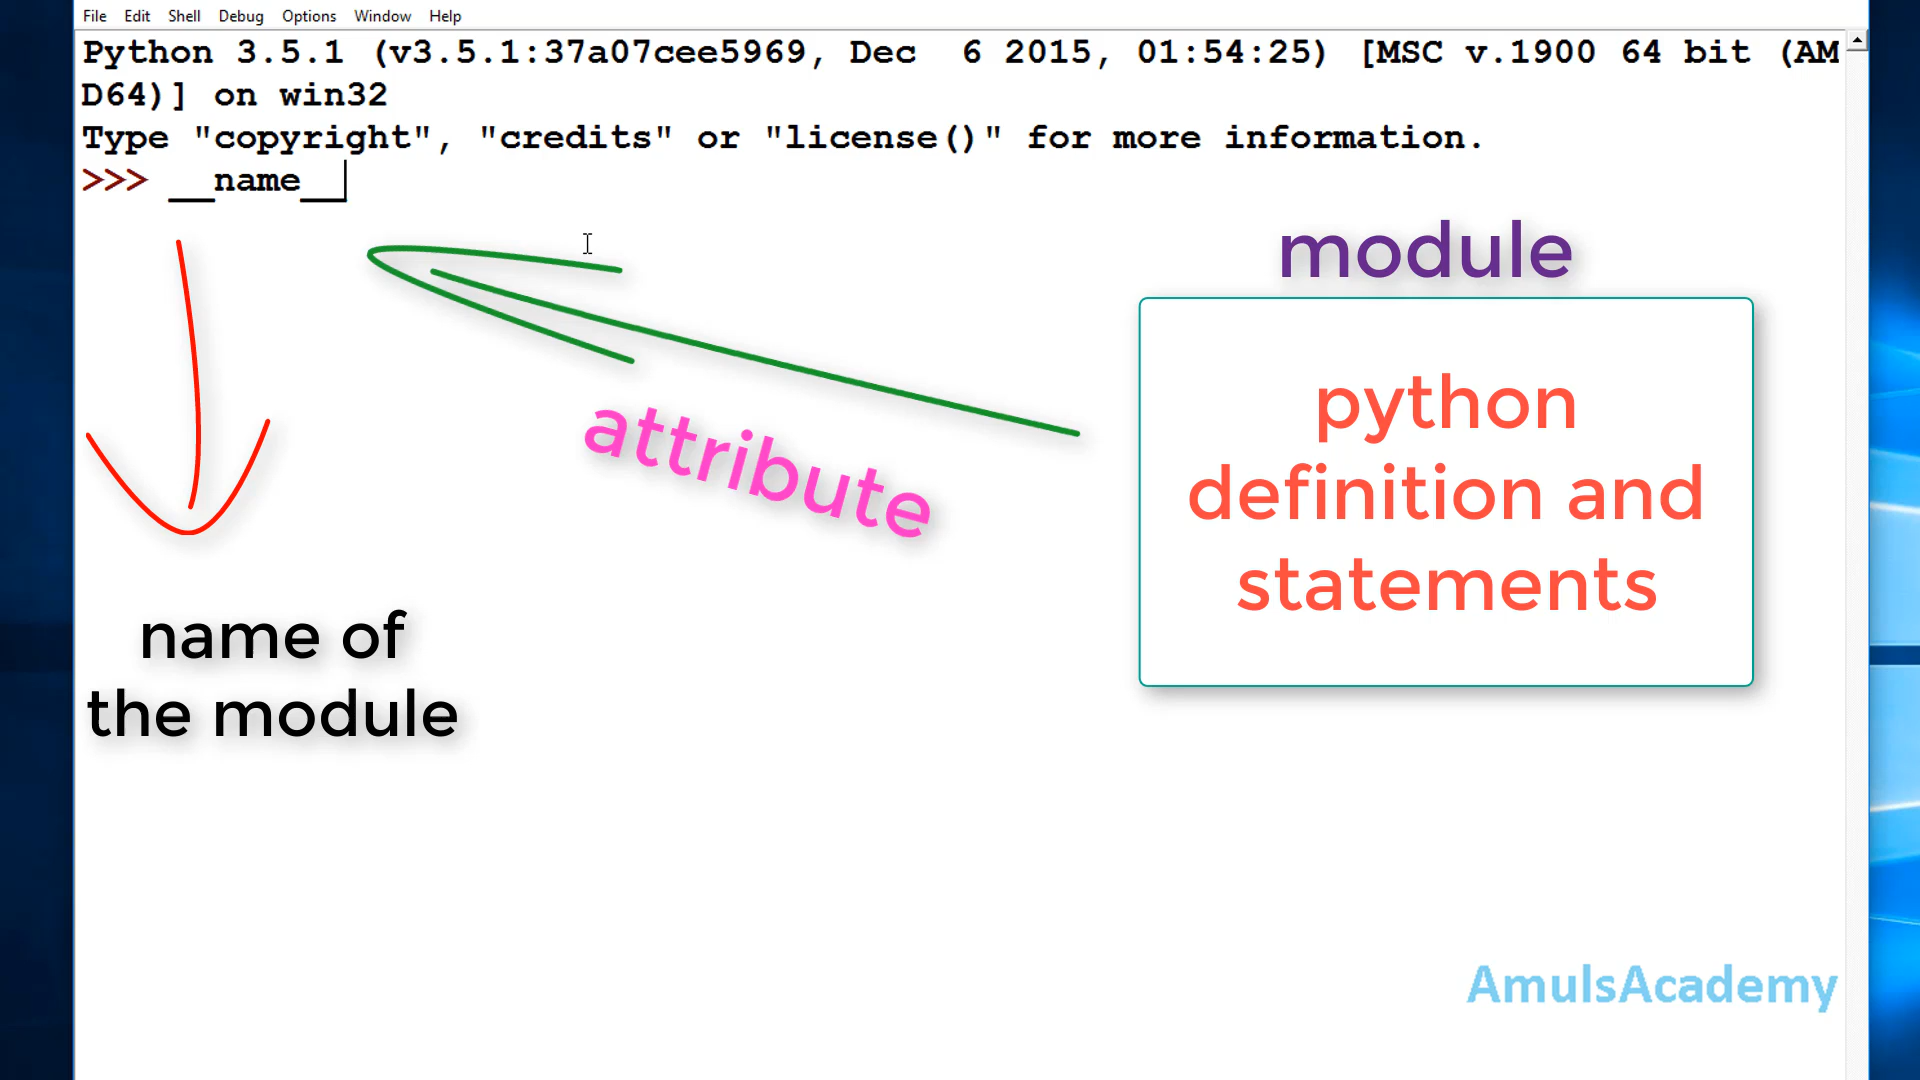 File Edit Shell Debug Options Window Help
Python 3.5.1 (v3.5.1:37a07cee5969, Dec  6 2015, 01:54:25) [MSC v.1900 64 bit (AM
D64)] on win32
Type "copyright", "credits" or "license()" for more information.
>>> __name__
module
python
definition and
statements
attribute
name of
the module
AmulsAcademy